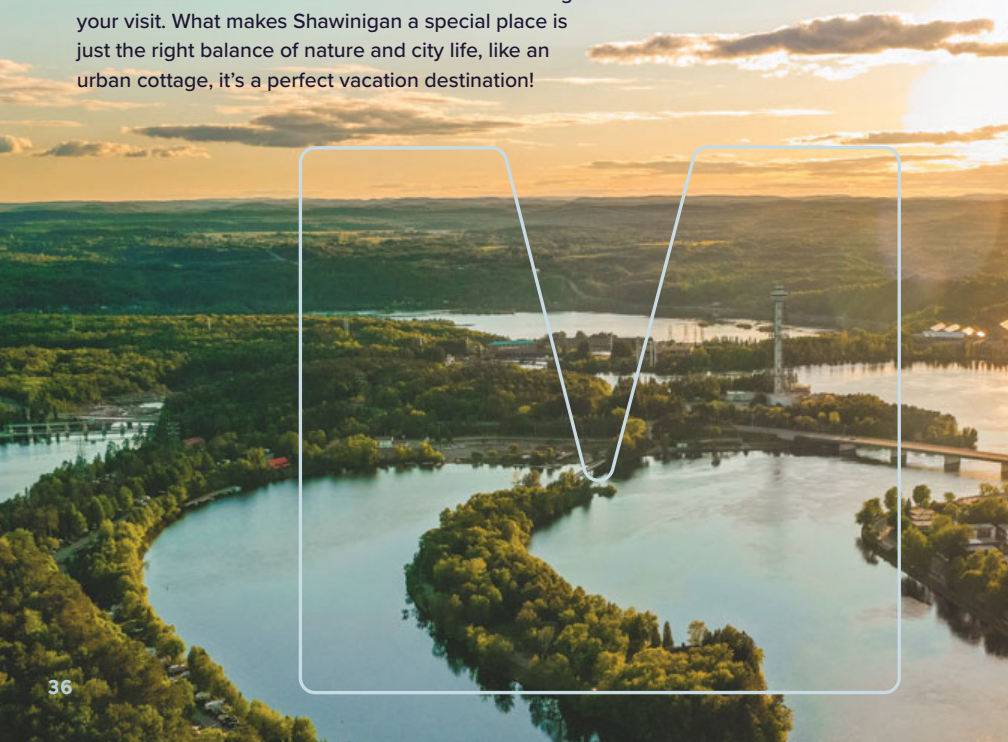 your visit. What makes Shawinigan a special place is
just the right balance of nature and city life, like an
urban cottage, it's a perfect vacation destination!
36